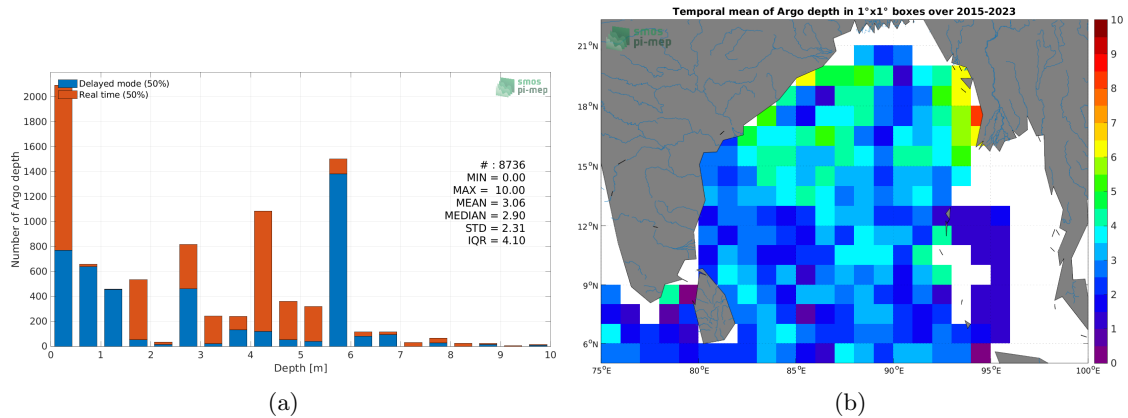 smos
pi-mep
Delayed mode (50%)
Real time (50%)
# : 8736
MIN = 0.00
MAX = 10.00
MEAN = 3.06
MEDIAN = 2.90
STD = 2.31
IQR = 4.10
Number of Argo depth
2000
1800
1600
1400
1200
1000
800
600
400
200
0
0 1 2 3 4 5 6 7 8 9 10
Depth [m]
(a)
Temporal mean of Argo depth in 1°x1° boxes over 2015-2023
smos
pi-mep
21°N
18°N
15°N
12°N
9°N
6°N
75°E 80°E 85°E 90°E 95°E 100°E
10
9
8
7
6
5
4
3
2
1
0
(b)